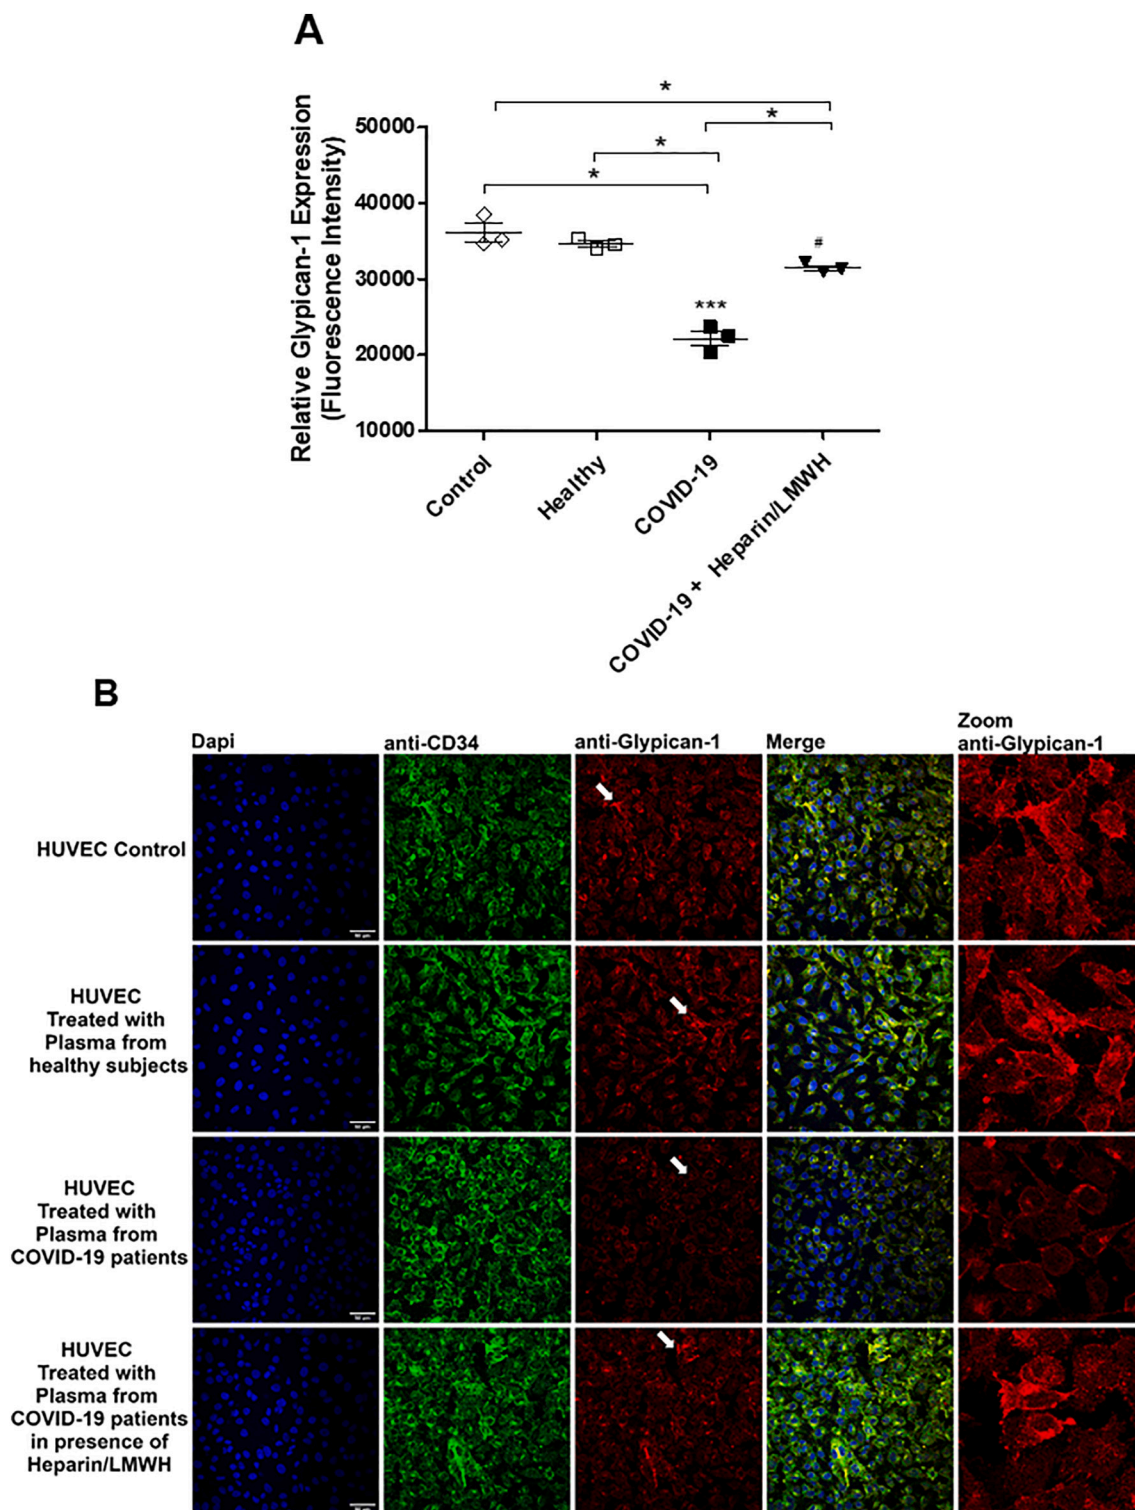 A
Relative Glypican-1 Expression
(Fluorescence Intensity)
50000
40000
30000
20000
10000
*
*
*
*
***
#
Control
Healthy
COVID-19
COVID-19 + Heparin/LMWH
B
Dapi
anti-CD34
anti-Glypican-1
Merge
Zoom
anti-Glypican-1
HUVEC Control
HUVEC
Treated with
Plasma from
healthy subjects
HUVEC
Treated with
Plasma from
COVID-19 patients
HUVEC
Treated with
Plasma from
COVID-19 patients
in presence of
Heparin/LMWH